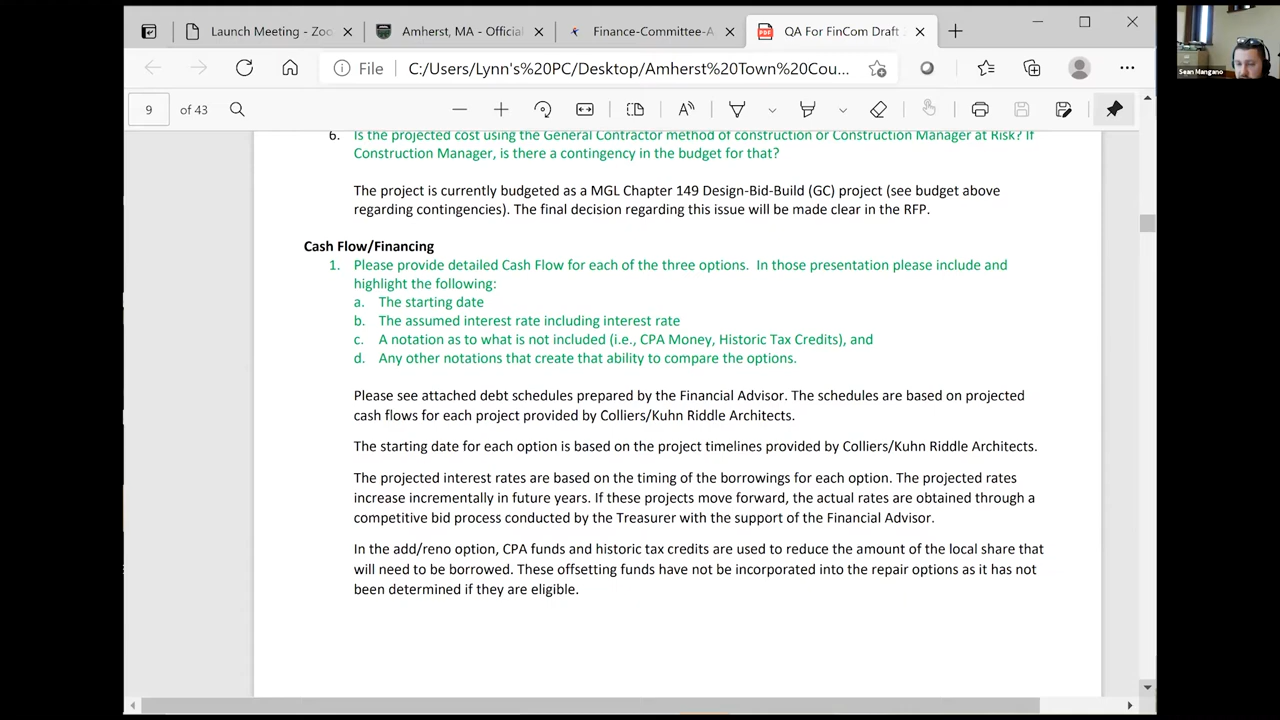 Launch Meeting - Zoo
Amherst, MA - Official
Finance-Committee-A
QA For FinCom Draft
File
C:/Users/Lynn's%20PC/Desktop/Amherst%20Town%20Cou...
9 of 43
Sean Mangano
6. Is the projected cost using the General Contractor method of construction or Construction Manager at Risk? If
Construction Manager, is there a contingency in the budget for that?
The project is currently budgeted as a MGL Chapter 149 Design-Bid-Build (GC) project (see budget above
regarding contingencies). The final decision regarding this issue will be made clear in the RFP.
Cash Flow/Financing
1. Please provide detailed Cash Flow for each of the three options. In those presentation please include and
highlight the following:
a. The starting date
b. The assumed interest rate including interest rate
c. A notation as to what is not included (i.e., CPA Money, Historic Tax Credits), and
d. Any other notations that create that ability to compare the options.
Please see attached debt schedules prepared by the Financial Advisor. The schedules are based on projected
cash flows for each project provided by Colliers/Kuhn Riddle Architects.
The starting date for each option is based on the project timelines provided by Colliers/Kuhn Riddle Architects.
The projected interest rates are based on the timing of the borrowings for each option. The projected rates
increase incrementally in future years. If these projects move forward, the actual rates are obtained through a
competitive bid process conducted by the Treasurer with the support of the Financial Advisor.
In the add/reno option, CPA funds and historic tax credits are used to reduce the amount of the local share that
will need to be borrowed. These offsetting funds have not be incorporated into the repair options as it has not
been determined if they are eligible.